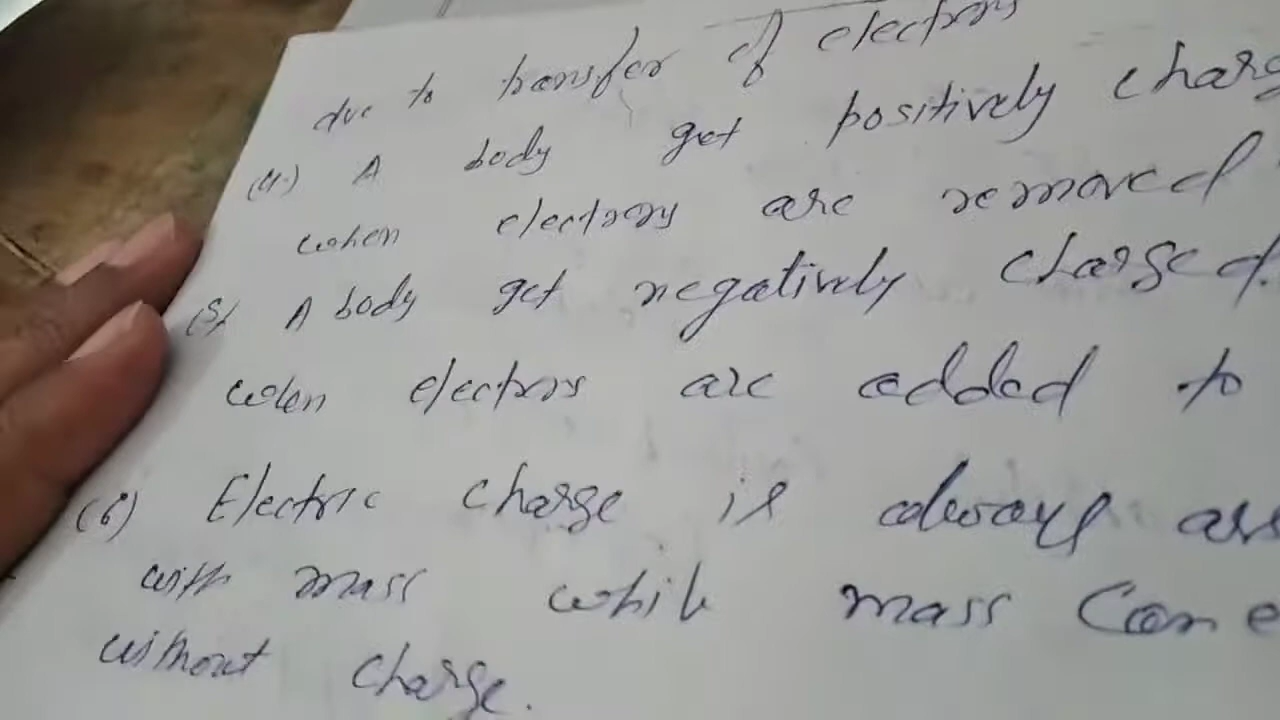 due to transfer of electrons
(4.) A body get positively charg
when electrons are removed
(5) A body get negatively charged.
when electrons are added to
(6) Electric charge is always ass
with mass while mass can e
without charge.